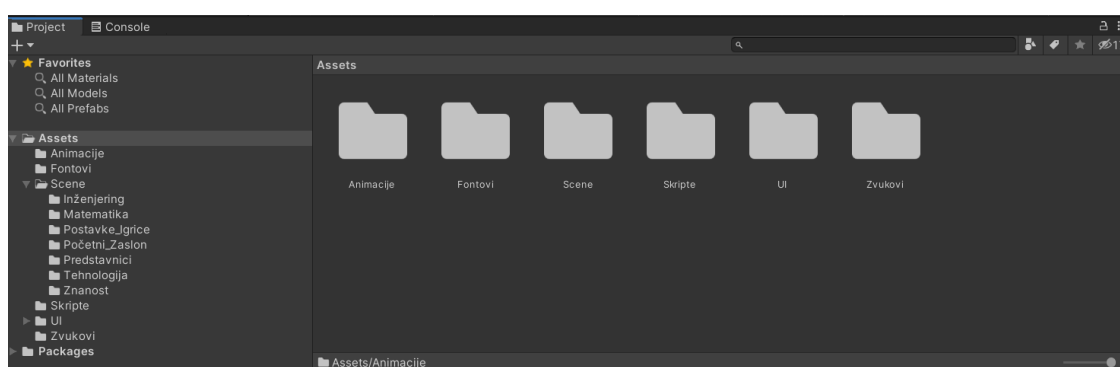 Project Console
1
Favorites
All Materials
All Models
All Prefabs
Assets
Animacije
Fontovi
Scene
Inženjering
Matematika
Postavke_Igrice
Početni_Zaslon
Predstavnici
Tehnologija
Znanost
Skripte
UI
Zvukovi
Packages
Assets
Animacije Fontovi Scene Skripte UI Zvukovi
Assets/Animacije